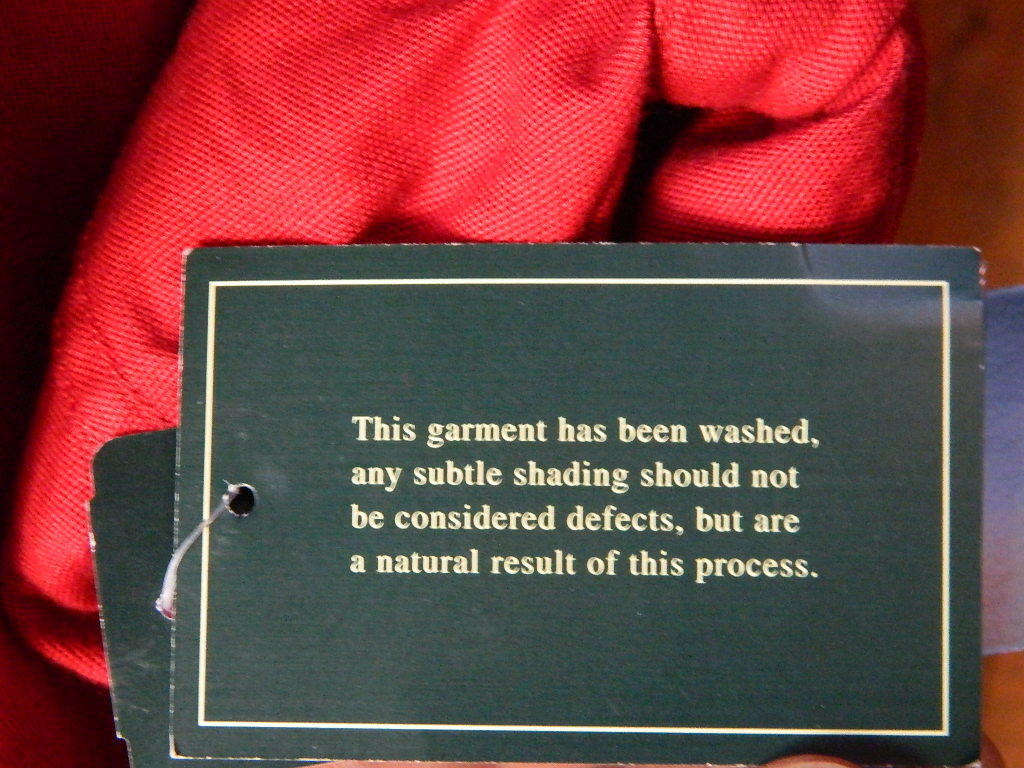 This garment has been washed,
any subtle shading should not
be considered defects, but are
a natural result of this process.